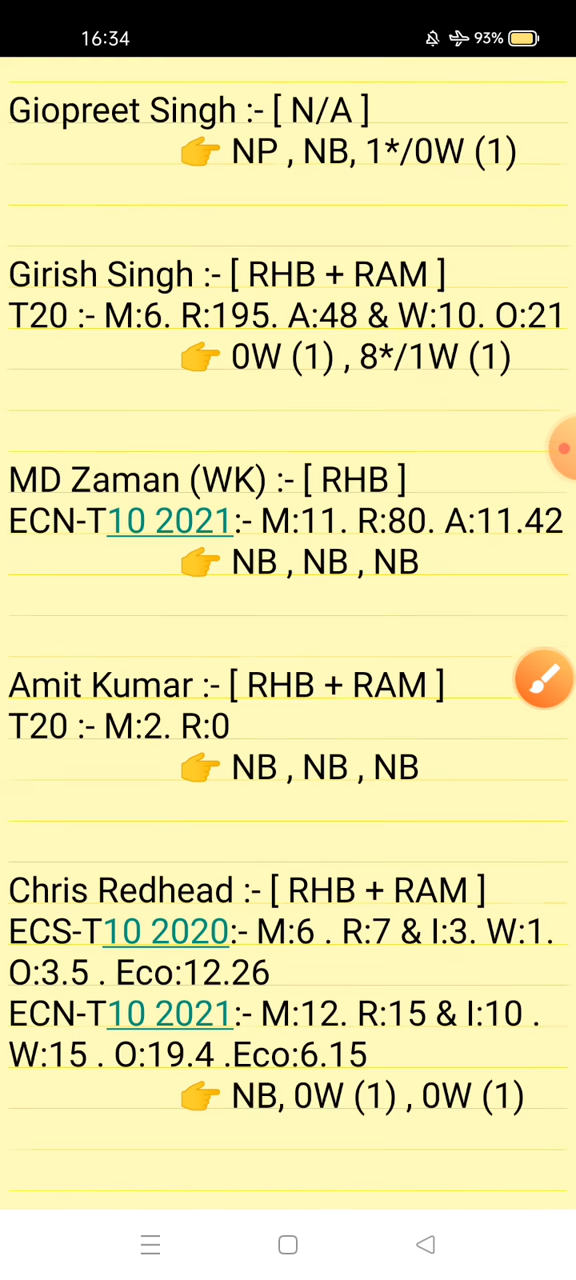 16:34
93%
Giopreet Singh :- [ N/A ]
👉 NP , NB, 1*/0W (1)
Girish Singh :- [ RHB + RAM ]
T20 :- M:6. R:195. A:48 & W:10. O:21
👉 0W (1) , 8*/1W (1)
MD Zaman (WK) :- [ RHB ]
ECN-T10 2021:- M:11. R:80. A:11.42
👉 NB , NB , NB
Amit Kumar :- [ RHB + RAM ]
T20 :- M:2. R:0
👉 NB , NB , NB
Chris Redhead :- [ RHB + RAM ]
ECS-T10 2020:- M:6 . R:7 & I:3. W:1.
O:3.5 . Eco:12.26
ECN-T10 2021:- M:12. R:15 & I:10 .
W:15 . O:19.4 .Eco:6.15
👉 NB, 0W (1) , 0W (1)